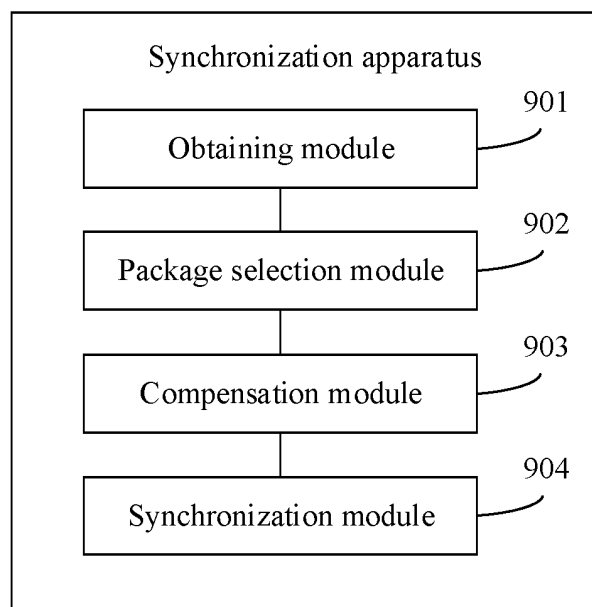 Synchronization apparatus
901
Obtaining module
902
Package selection module
903
Compensation module
904
Synchronization module